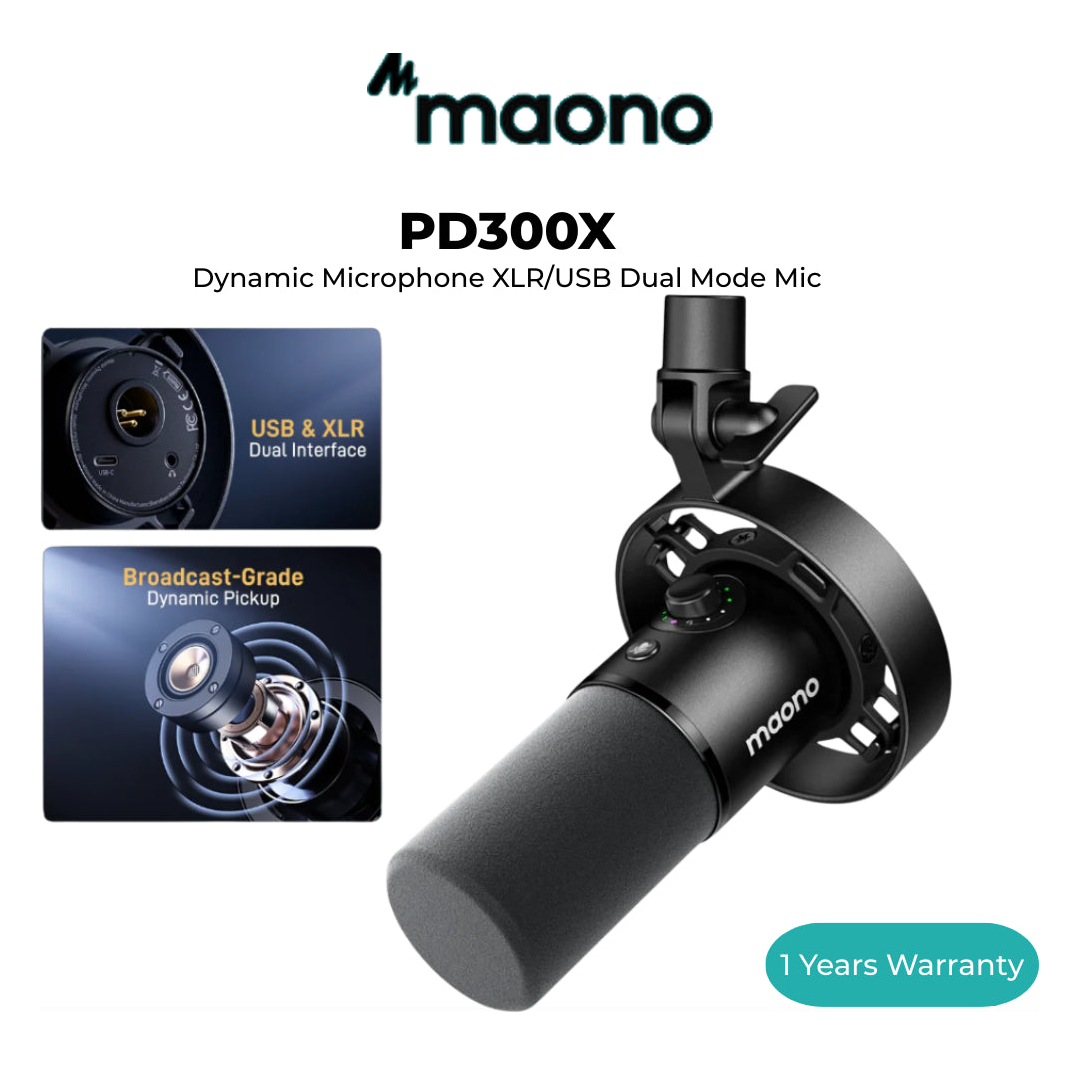 maono
PD300X
Dynamic Microphone XLR/USB Dual Mode Mic
USB & XLR
Dual Interface
USB-C
Broadcast-Grade
Dynamic Pickup
maono
1 Years Warranty